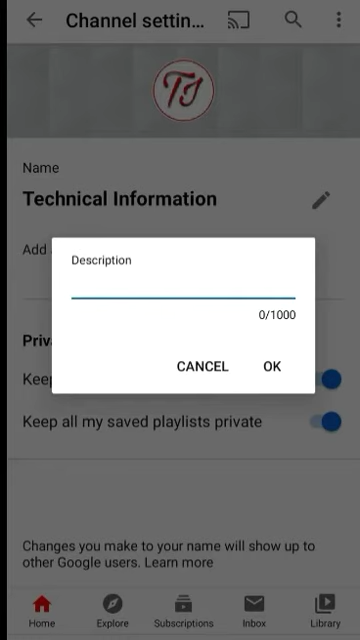 Channel settin...
TI
Name
Technical Information
Add
Description
0/1000
Priv
CANCEL
OK
Keep
Keep all my saved playlists private
Changes you make to your name will show up to
other Google users. Learn more
Home
Explore
Subscriptions
Inbox
Library